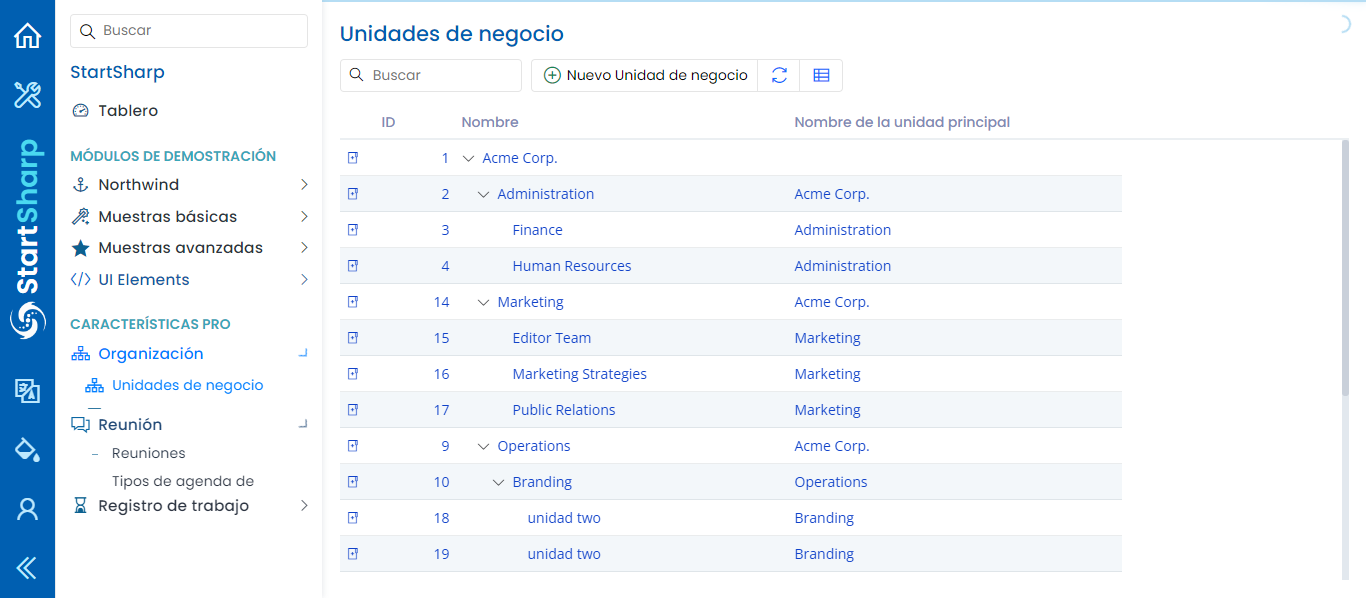 StartSharp
Buscar
StartSharp
Tablero
MÓDULOS DE DEMOSTRACIÓN
Northwind
Muestras básicas
Muestras avanzadas
UI Elements
CARACTERÍSTICAS PRO
Organización
Unidades de negocio
Reunión
Reuniones
Tipos de agenda de
Registro de trabajo
Unidades de negocio
Buscar
Nuevo Unidad de negocio
ID Nombre Nombre de la unidad principal
1 Acme Corp.
2 Administration Acme Corp.
3 Finance Administration
4 Human Resources Administration
14 Marketing Acme Corp.
15 Editor Team Marketing
16 Marketing Strategies Marketing
17 Public Relations Marketing
9 Operations Acme Corp.
10 Branding Operations
18 unidad two Branding
19 unidad two Branding